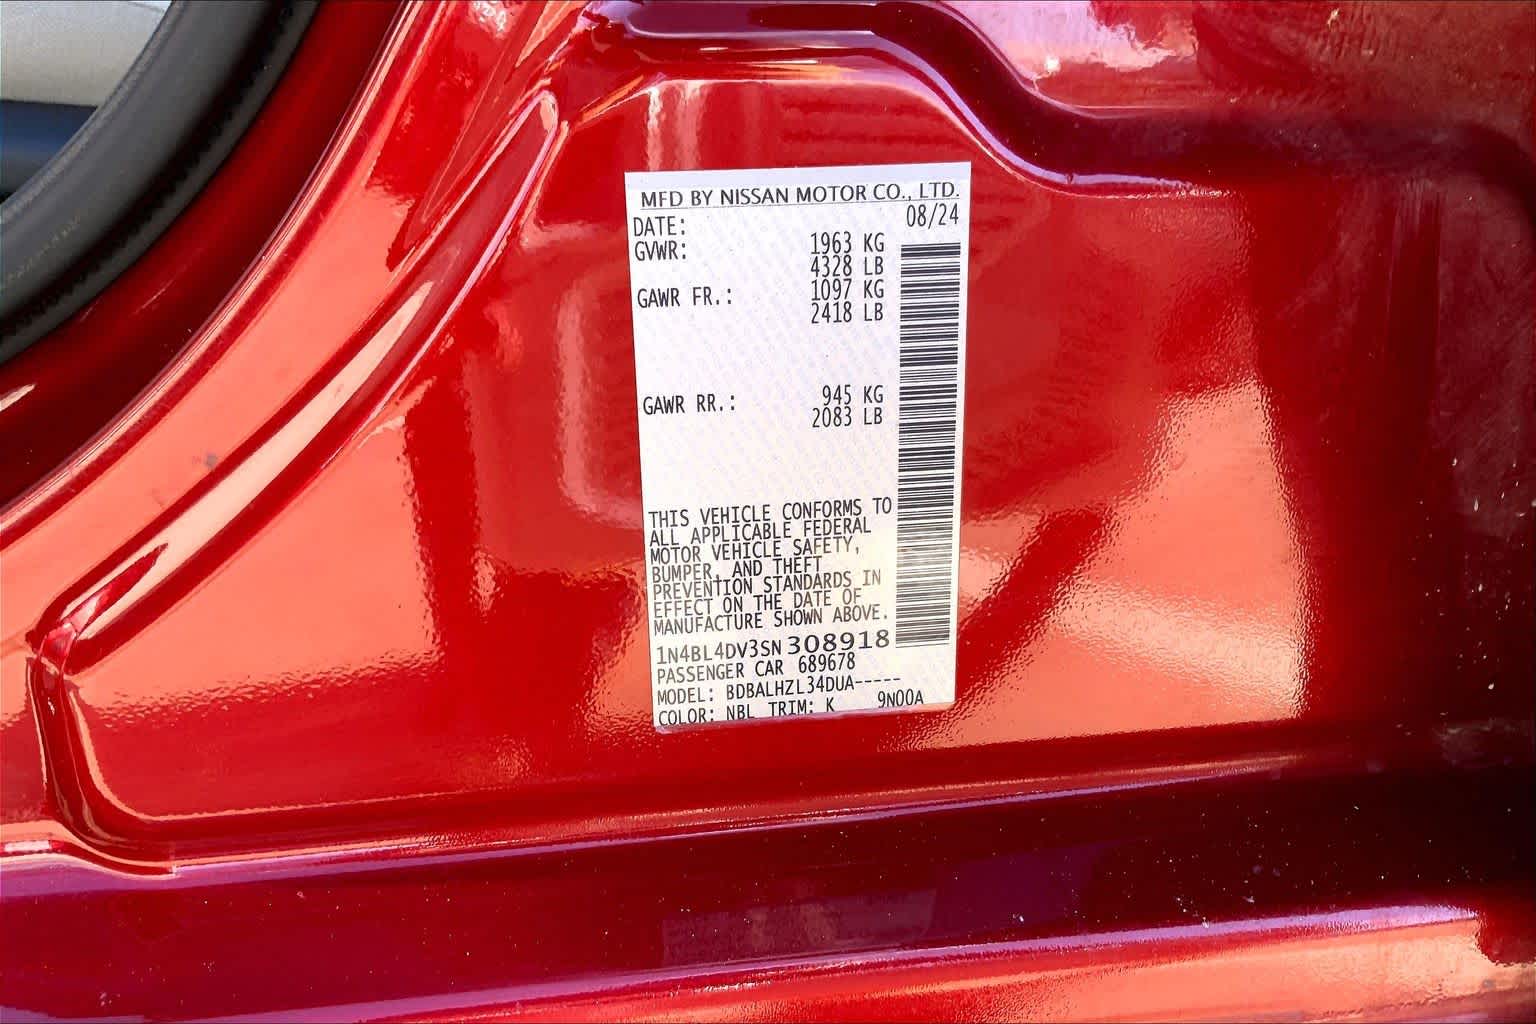 MFD BY NISSAN MOTOR CO., LTD.
DATE: 08/24
GVWR: 1963 KG
4328 LB
GAWR FR.: 1097 KG
2418 LB
GAWR RR.: 945 KG
2083 LB
THIS VEHICLE CONFORMS TO
ALL APPLICABLE FEDERAL
MOTOR VEHICLE SAFETY,
BUMPER, AND THEFT
PREVENTION STANDARDS IN
EFFECT ON THE DATE OF
MANUFACTURE SHOWN ABOVE.
1N4BL4DV3SN308918
PASSENGER CAR 689678
MODEL: BDBALHZL34DUA-----
COLOR: NBL TRIM: K 9N00A